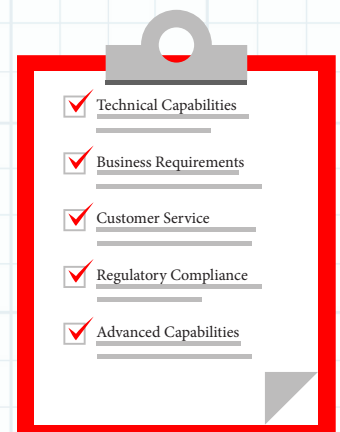 Technical Capabilities
Business Requirements
Customer Service
Regulatory Compliance
Advanced Capabilities